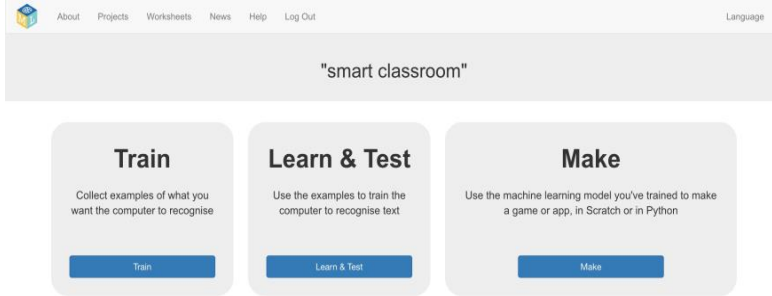 About Projects Worksheets News Help Log Out Language
"smart classroom"
Train
Collect examples of what you
want the computer to recognise
Train
Learn & Test
Use the examples to train the
computer to recognise text
Learn & Test
Make
Use the machine learning model you've trained to make
a game or app, in Scratch or in Python
Make